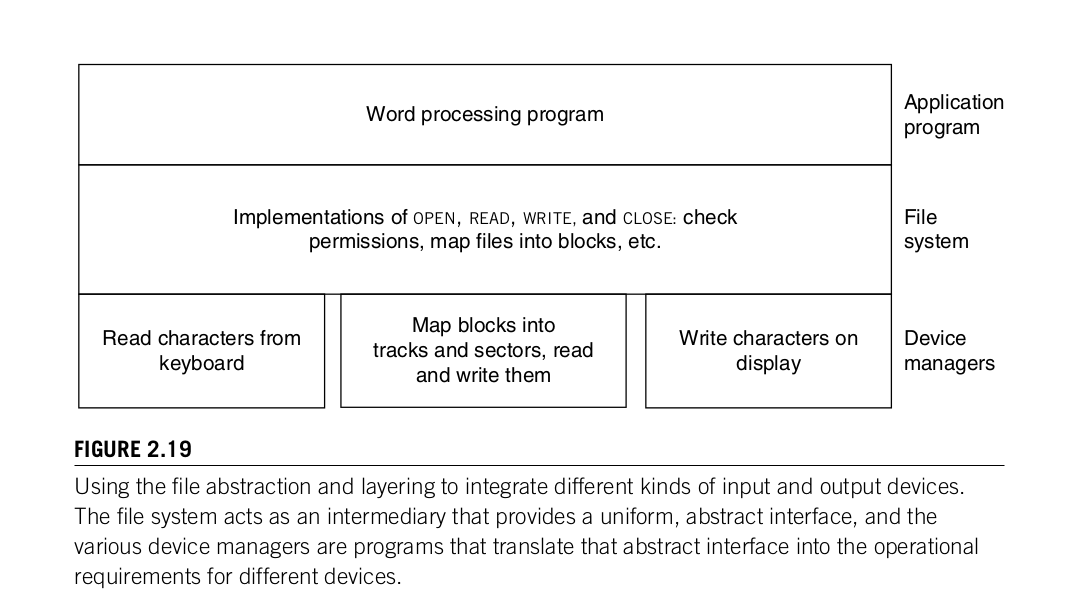 Word processing program
Application
program
Implementations of OPEN, READ, WRITE, and CLOSE: check
permissions, map files into blocks, etc.
File
system
Read characters from
keyboard
Map blocks into
tracks and sectors, read
and write them
Write characters on
display
Device
managers
FIGURE 2.19
Using the file abstraction and layering to integrate different kinds of input and output devices.
The file system acts as an intermediary that provides a uniform, abstract interface, and the
various device managers are programs that translate that abstract interface into the operational
requirements for different devices.